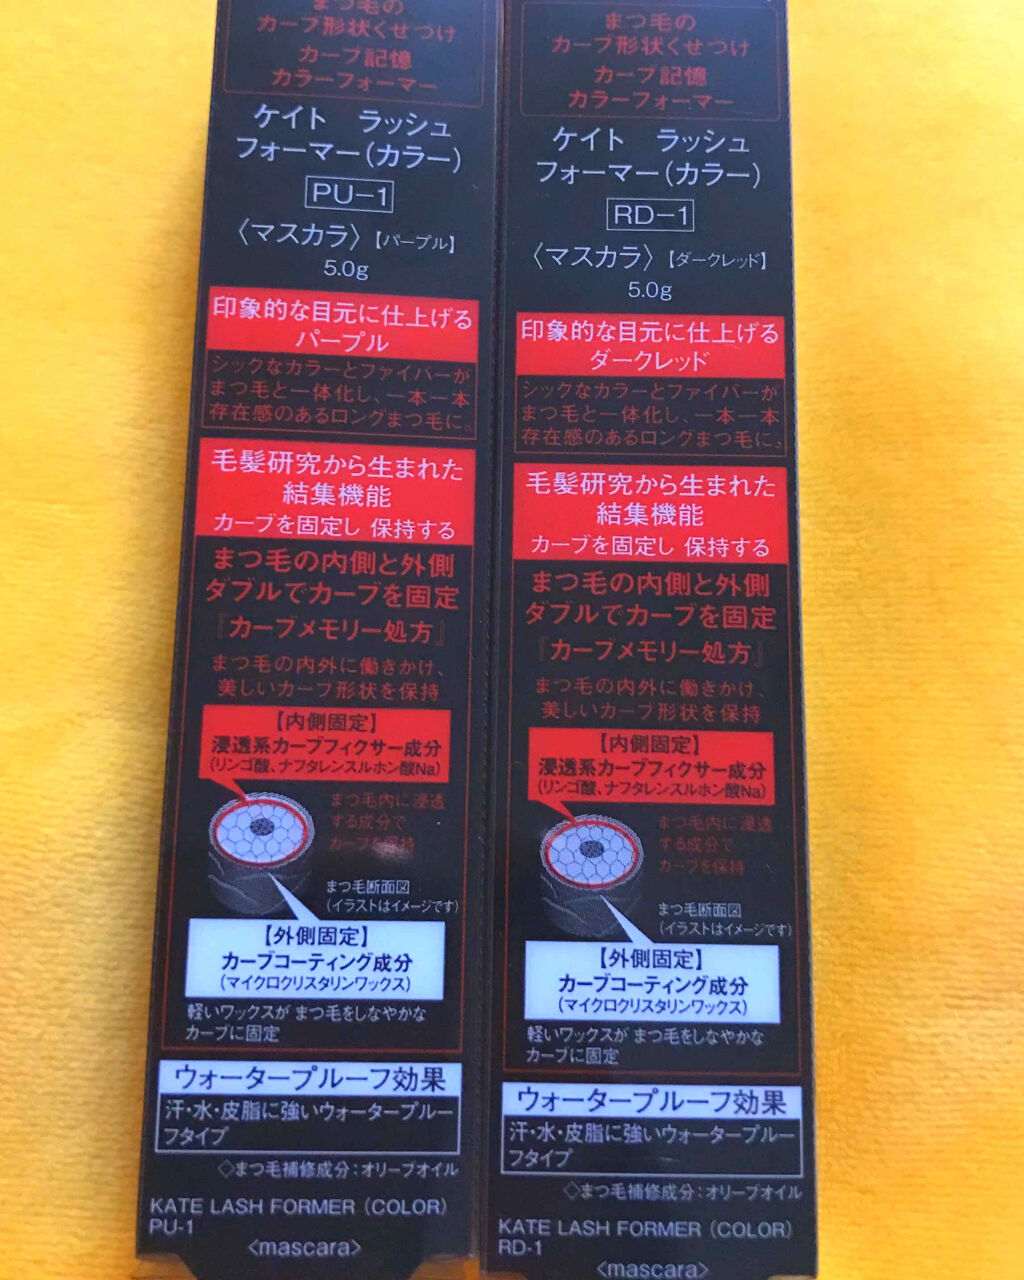 まつ毛の
カーブ形状くせつけ
カーブ記憶
カラーフォーマー
ケイト ラッシュ
フォーマー(カラー)
PU-1
〈マスカラ〉【パープル】
5.0g
印象的な目元に仕上げる
パープル
シックなカラーとファイバーが
まつ毛と一体化し、一本一本
存在感のあるロングまつ毛に。
毛髪研究から生まれた
結集機能
カーブを固定し 保持する
まつ毛の内側と外側
ダブルでカーブを固定
『カーブメモリー処方』
まつ毛の内外に働きかけ、
美しいカーブ形状を保持
【内側固定】
浸透系カーブフィクサー成分
(リンゴ酸、ナフタレンスルホン酸Na)
まつ毛内に浸透
する成分で
カーブを保持
まつ毛断面図
(イラストはイメージです)
【外側固定】
カーブコーティング成分
(マイクロクリスタリンワックス)
軽いワックスが まつ毛をしなやかな
カーブに固定
ウォータープルーフ効果
汗・水・皮脂に強いウォータープルー
フタイプ
◇まつ毛補修成分:オリーブオイル
KATE LASH FORMER (COLOR)
PU-1
<mascara>
まつ毛の
カーブ形状くせつけ
カーブ記憶
カラーフォーマー
ケイト ラッシュ
フォーマー(カラー)
RD-1
〈マスカラ〉【ダークレッド】
5.0g
印象的な目元に仕上げる
ダークレッド
シックなカラーとファイバーが
まつ毛と一体化し、一本一本
存在感のあるロングまつ毛に。
毛髪研究から生まれた
結集機能
カーブを固定し 保持する
まつ毛の内側と外側
ダブルでカーブを固定
『カーブメモリー処方』
まつ毛の内外に働きかけ、
美しいカーブ形状を保持
【内側固定】
浸透系カーブフィクサー成分
(リンゴ酸、ナフタレンスルホン酸Na)
まつ毛内に浸透
する成分で
カーブを保持
まつ毛断面図
(イラストはイメージです)
【外側固定】
カーブコーティング成分
(マイクロクリスタリンワックス)
軽いワックスが まつ毛をしなやかな
カーブに固定
ウォータープルーフ効果
汗・水・皮脂に強いウォータープルー
フタイプ
◇まつ毛補修成分:オリーブオイル
KATE LASH FORMER (COLOR)
RD-1
<mascara>